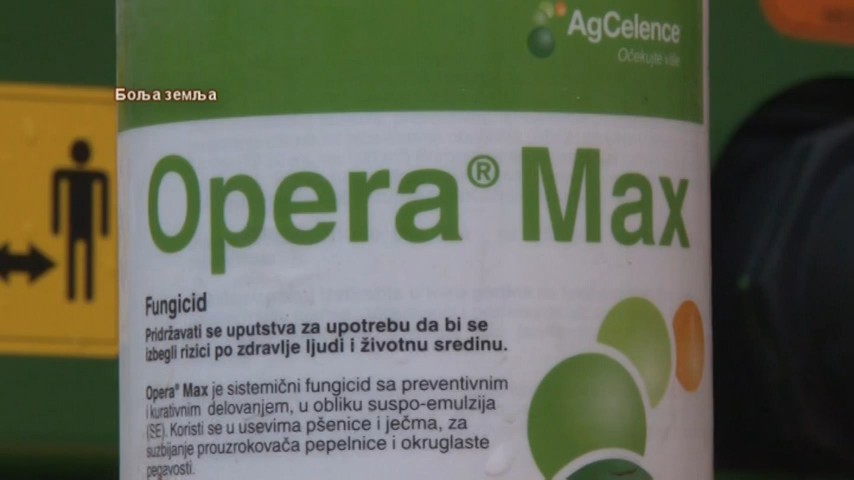 AgCelence
Očekujte više
Боља земља
Opera® Max
Fungicid
Pridržavati se uputstva za upotrebu da bi se
izbegli rizici po zdravlje ljudi i životnu sredinu.
Opera® Max je sistemični fungicid sa preventivnim
i kurativnim delovanjem, u obliku suspo-emulzija
(SE). Koristi se u usevima pšenice i ječma, za
suzbijanje prouzrokovača pepelnice i okruglaste
pegavosti.